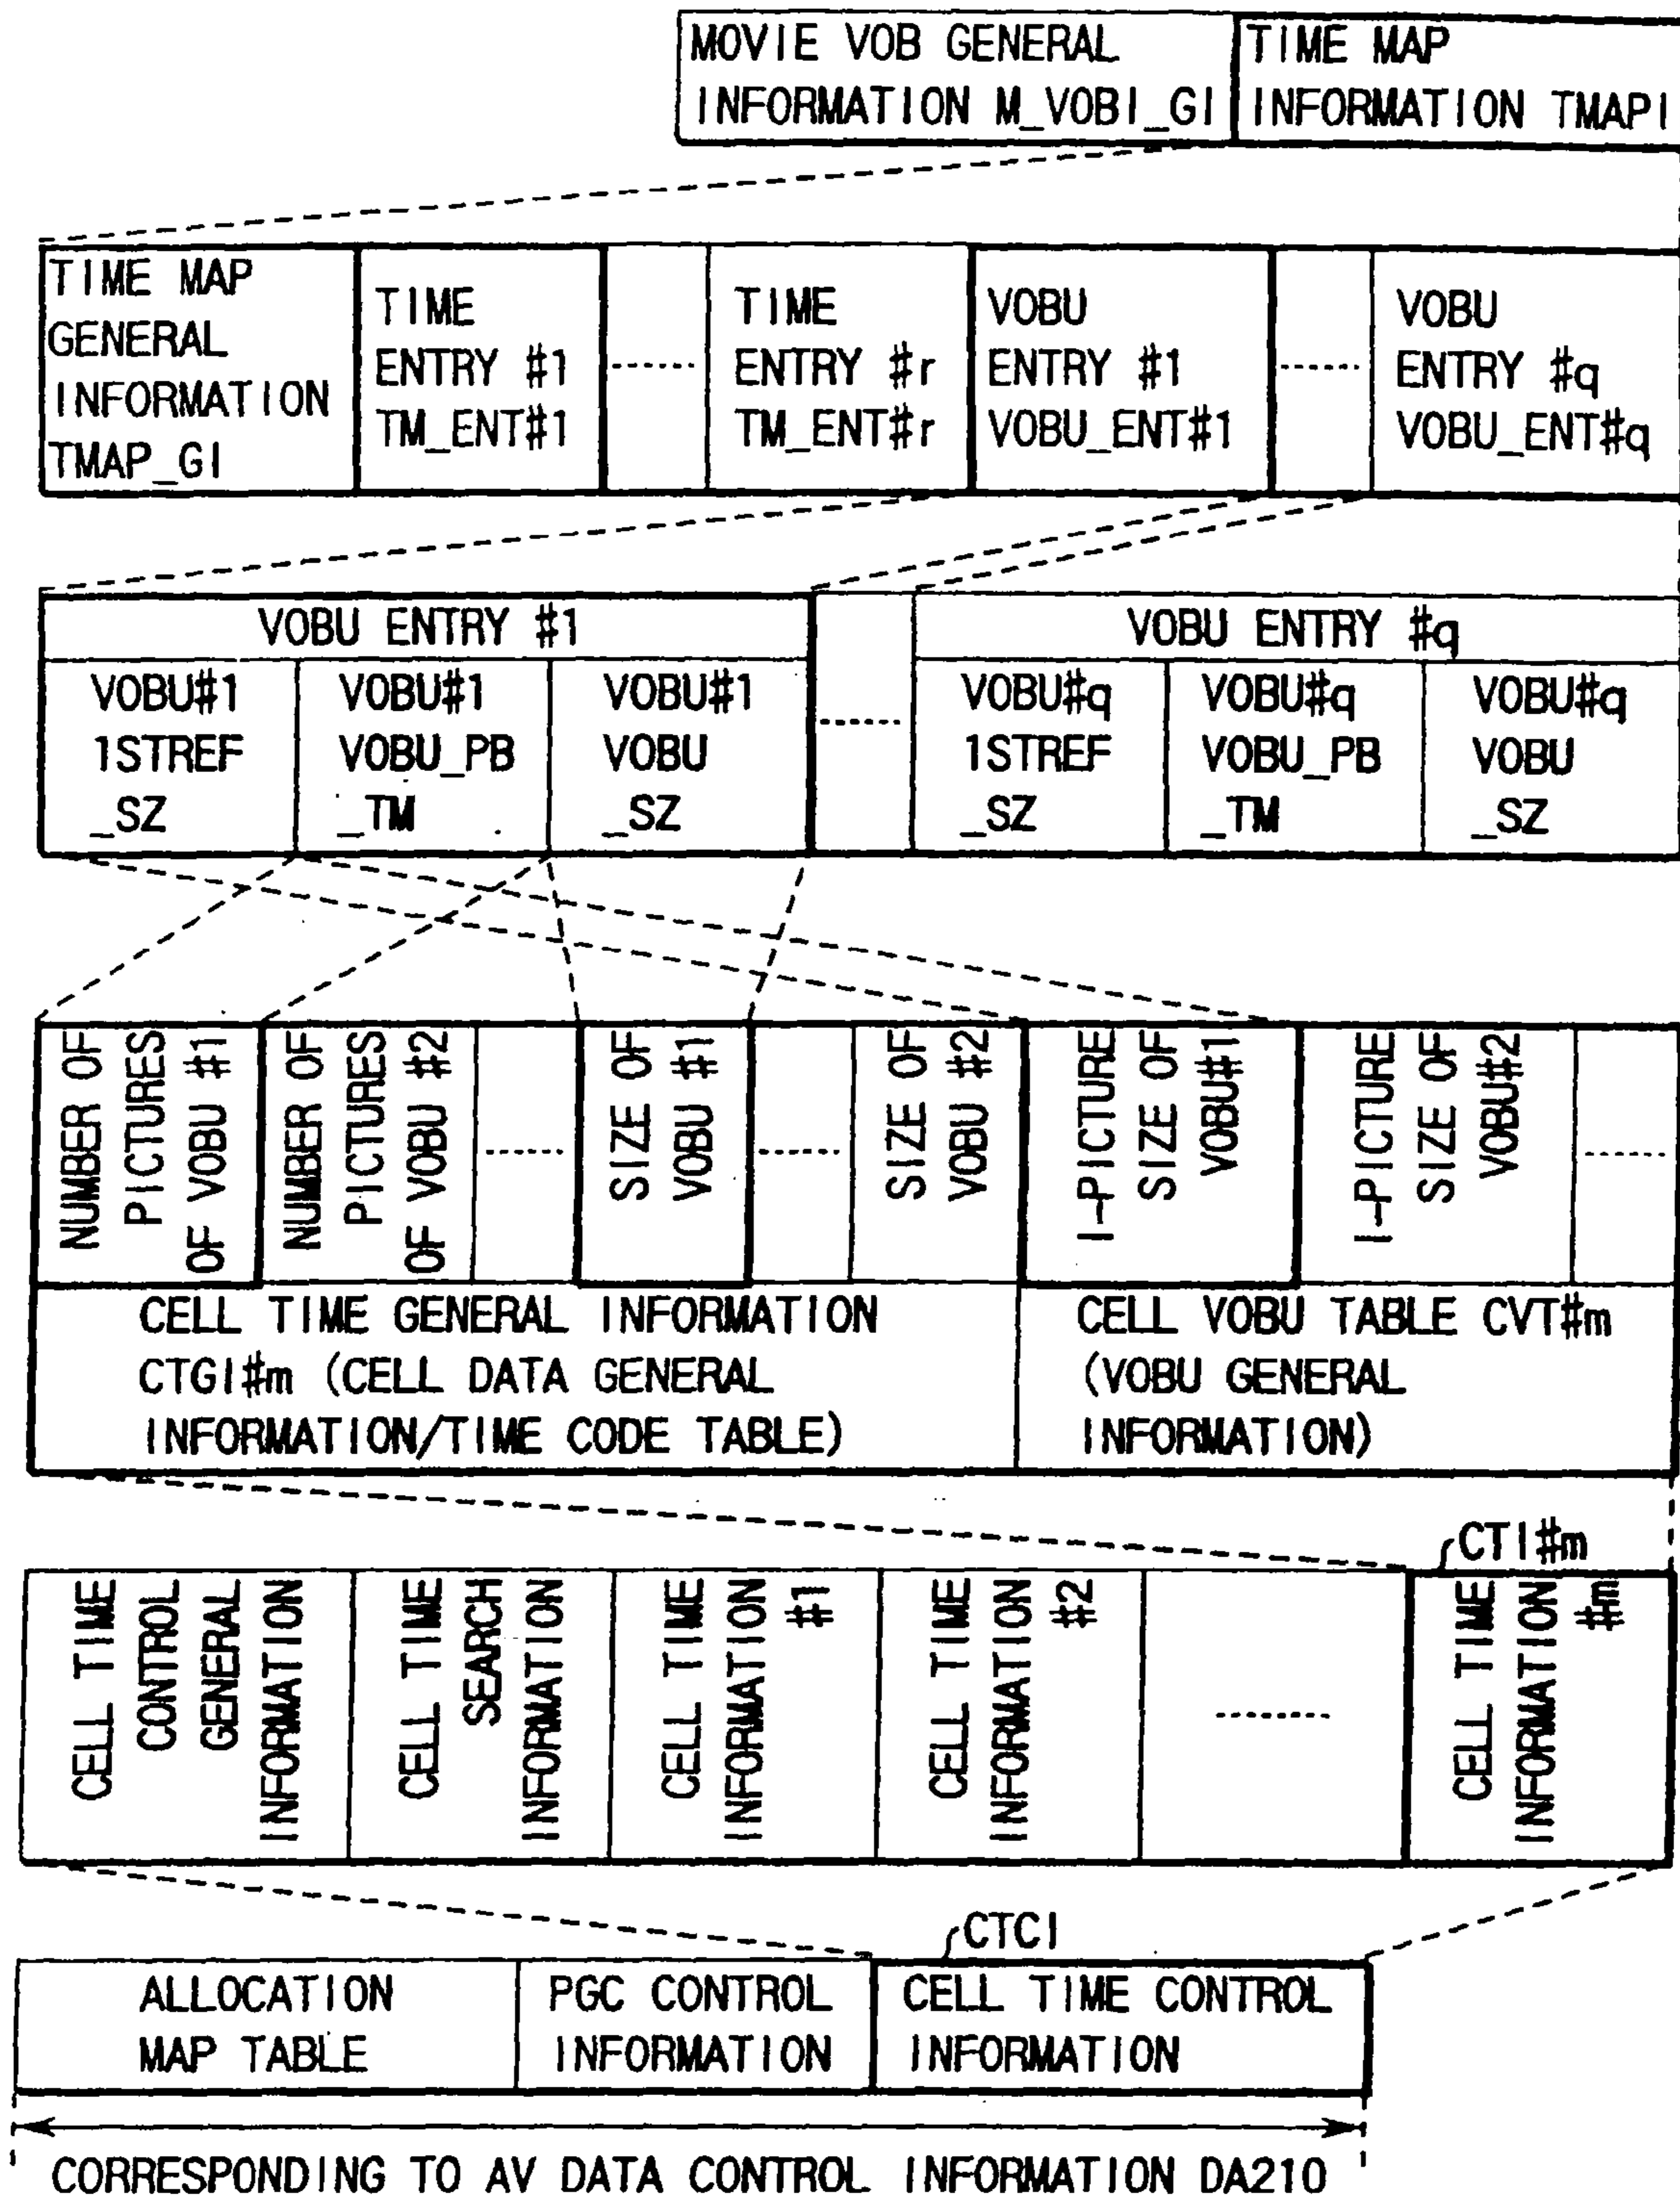 MOVIE VOB GENERAL
INFORMATION M_VOBI_GI
TIME MAP
INFORMATION TMAPI
TIME MAP
GENERAL
INFORMATION
TMAP_GI
TIME
ENTRY #1
TM_ENT#1
TIME
ENTRY #r
TM_ENT#r
VOBU
ENTRY #1
VOBU_ENT#1
VOBU
ENTRY #q
VOBU_ENT#q
VOBU ENTRY #1
VOBU ENTRY #q
VOBU#1
1STREF
_SZ
VOBU#1
VOBU_PB
_TM
VOBU#1
VOBU
_SZ
VOBU#q
1STREF
_SZ
VOBU#q
VOBU_PB
_TM
VOBU#q
VOBU
_SZ
NUMBER OF
PICTURES
OF VOBU #1
NUMBER OF
PICTURES
OF VOBU #2
SIZE OF
VOBU #1
SIZE OF
VOBU #2
I-PICTURE
SIZE OF
VOBU#1
I-PICTURE
SIZE OF
VOBU#2
CELL TIME GENERAL INFORMATION
CTGI#m (CELL DATA GENERAL
INFORMATION/TIME CODE TABLE)
CELL VOBU TABLE CVT#m
(VOBU GENERAL
INFORMATION)
CTI#m
CELL TIME
CONTROL
GENERAL
INFORMATION
CELL TIME
SEARCH
INFORMATION
CELL TIME
INFORMATION
#1
CELL TIME
INFORMATION
#2
CELL TIME
INFORMATION
#m
CTCI
ALLOCATION
MAP TABLE
PGC CONTROL
INFORMATION
CELL TIME CONTROL
INFORMATION
CORRESPONDING TO AV DATA CONTROL INFORMATION DA210